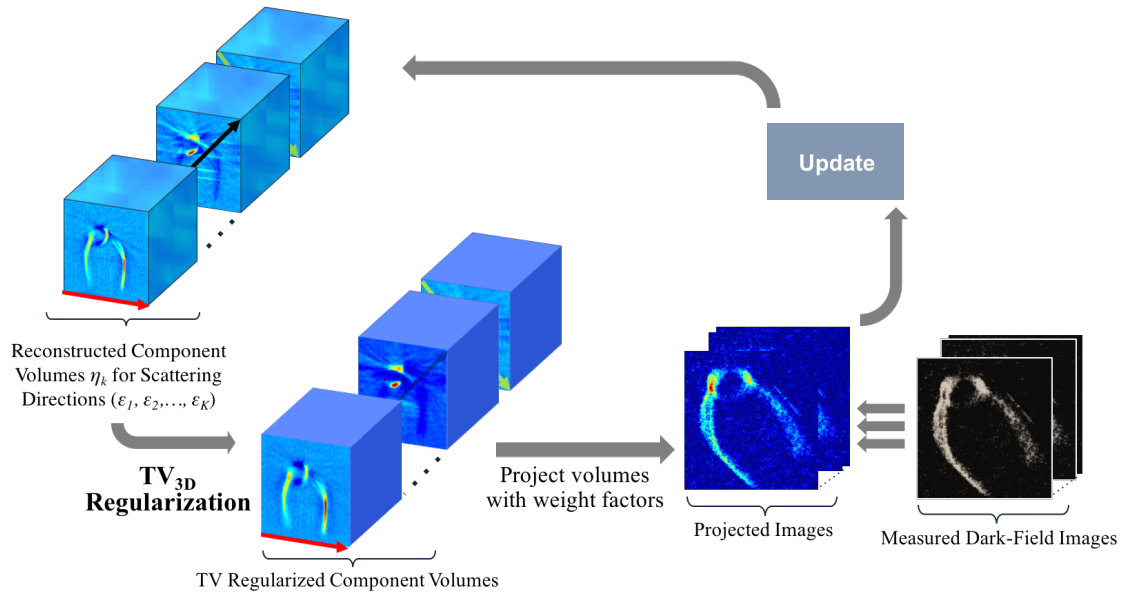 Update
Reconstructed Component
Volumes ηk for Scattering
Directions (ε1, ε2,…, εK)
TV3D
Regularization
Project volumes
with weight factors
TV Regularized Component Volumes
Projected Images
Measured Dark-Field Images